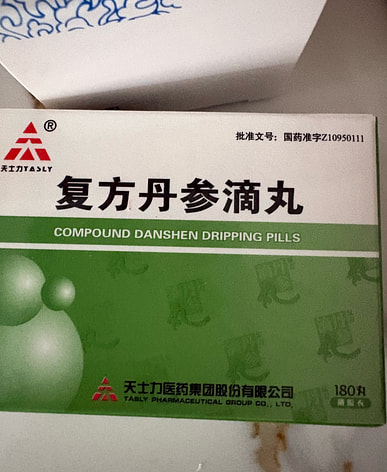 ®
批准文号：国药准字Z10950111
天士力TASLY
复方丹参滴丸
COMPOUND DANSHEN DRIPPING PILLS
天士力医药集团股份有限公司
TASLY PHARMACEUTICAL GROUP CO., LTD.
180丸
薄膜衣